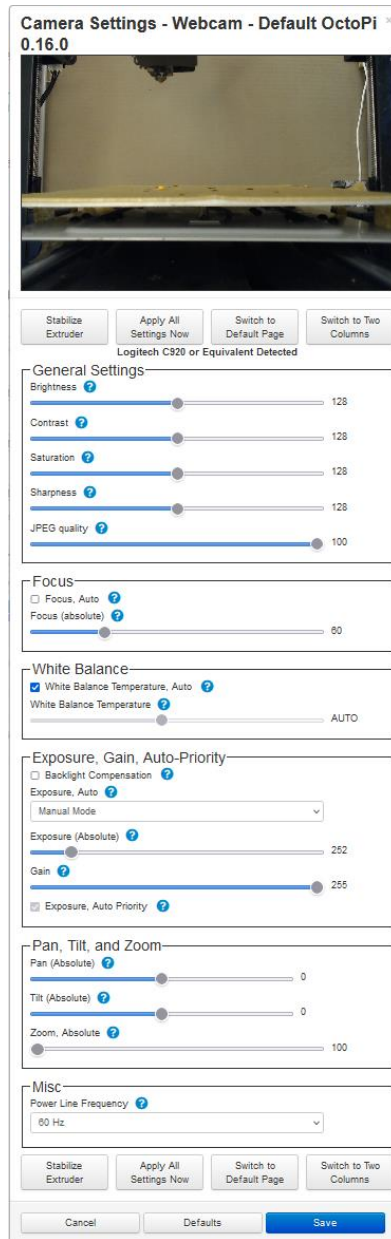 Camera Settings - Webcam - Default OctoPi ×
0.16.0
Stabilize
Extruder
Apply All
Settings Now
Switch to
Default Page
Switch to Two
Columns
Logitech C920 or Equivalent Detected
General Settings
Brightness ?
128
Contrast ?
128
Saturation ?
128
Sharpness ?
128
JPEG quality ?
100
Focus
Focus, Auto ?
Focus (absolute) ?
60
White Balance
White Balance Temperature, Auto ?
White Balance Temperature ?
AUTO
Exposure, Gain, Auto-Priority
Backlight Compensation ?
Exposure, Auto ?
Manual Mode
Exposure (Absolute) ?
252
Gain ?
255
Exposure, Auto Priority ?
Pan, Tilt, and Zoom
Pan (Absolute) ?
0
Tilt (Absolute) ?
0
Zoom, Absolute ?
100
Misc
Power Line Frequency ?
60 Hz
Stabilize
Extruder
Apply All
Settings Now
Switch to
Default Page
Switch to Two
Columns
Cancel
Defaults
Save